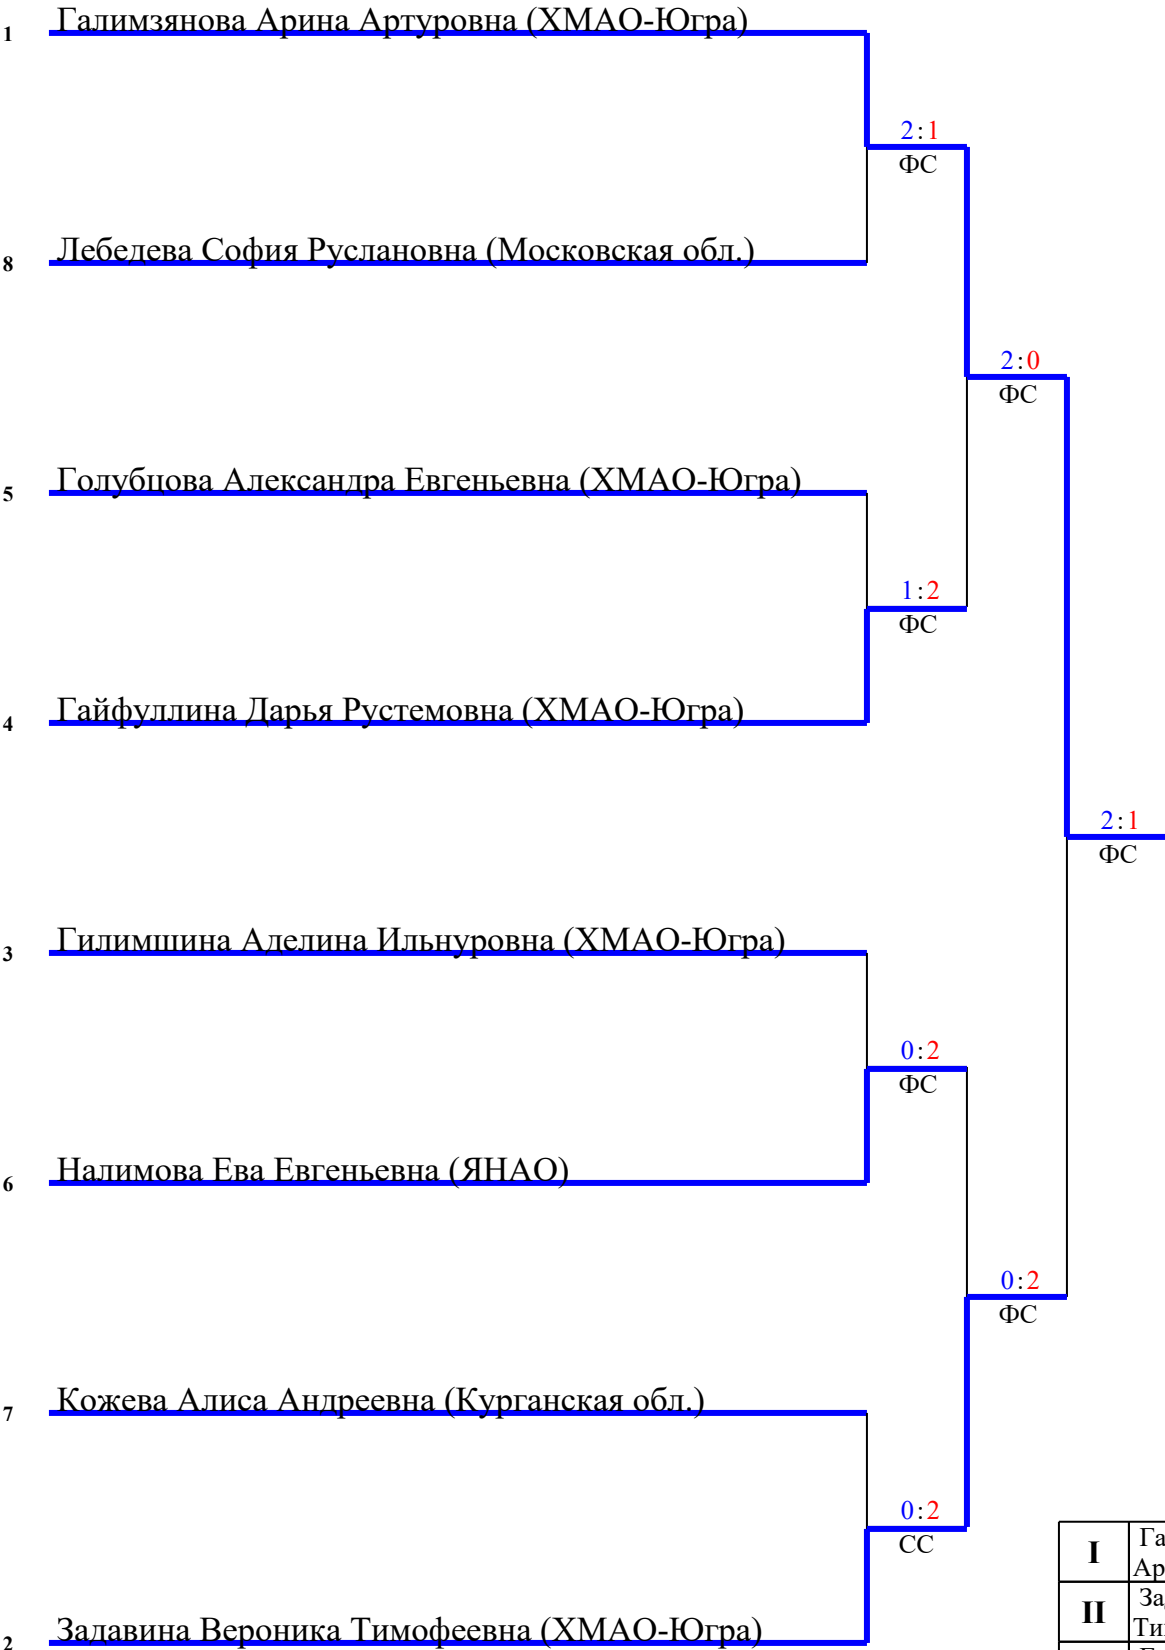 1 Галимзянова Арина Артуровна (ХМАО-Югра)
2:1
ФС
8 Лебедева София Руслановна (Московская обл.)
2:0
ФС
5 Голубцова Александра Евгеньевна (ХМАО-Югра)
1:2
ФС
4 Гайфуллина Дарья Рустемовна (ХМАО-Югра)
2:1
ФС
3 Гилимшина Аделина Ильнуровна (ХМАО-Югра)
0:2
ФС
6 Налимова Ева Евгеньевна (ЯНАО)
0:2
ФС
7 Кожева Алиса Андреевна (Курганская обл.)
0:2
СС
I
II
2 Задавина Вероника Тимофеевна (ХМАО-Югра)